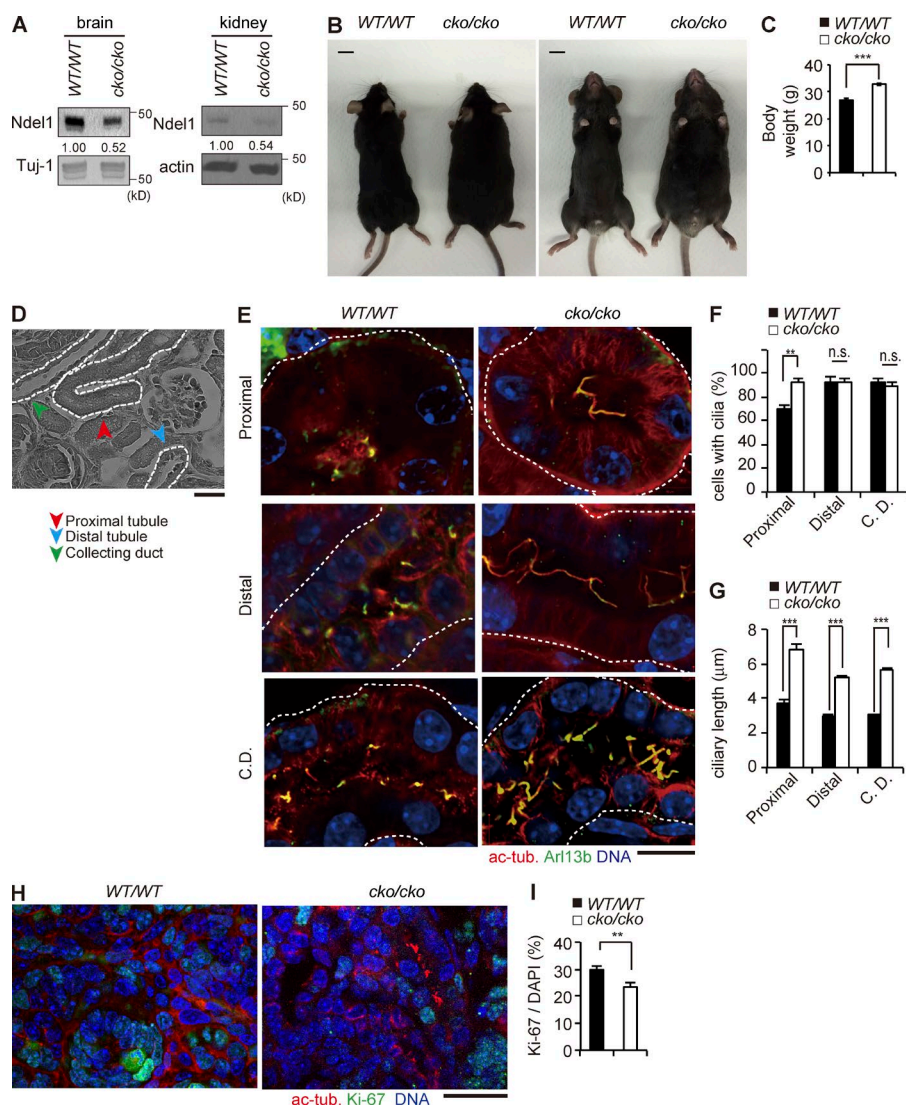 A
brain
kidney
WT/WT
cko/cko
WT/WT
cko/cko
Ndel1
50
1.00 0.52
Tuj-1
50
(kD)
Ndel1
50
1.00 0.54
actin
50
(kD)
B
WT/WT cko/cko WT/WT cko/cko
C
WT/WT
cko/cko
***
Body
weight (g)
40
30
20
10
0
D
Proximal tubule
Distal tubule
Collecting duct
E
WT/WT cko/cko
Proximal
Distal
C.D.
ac-tub. Arl13b DNA
F
WT/WT
cko/cko
** n.s. n.s.
cells with cilia (%)
100
80
60
40
20
0
Proximal
Distal
C. D.
G
WT/WT
cko/cko
*** *** ***
ciliary length (μm)
8
6
4
2
0
Proximal
Distal
C. D.
H
WT/WT cko/cko
ac-tub. Ki-67 DNA
I
WT/WT
cko/cko
**
Ki-67 / DAPI (%)
40
30
20
10
0